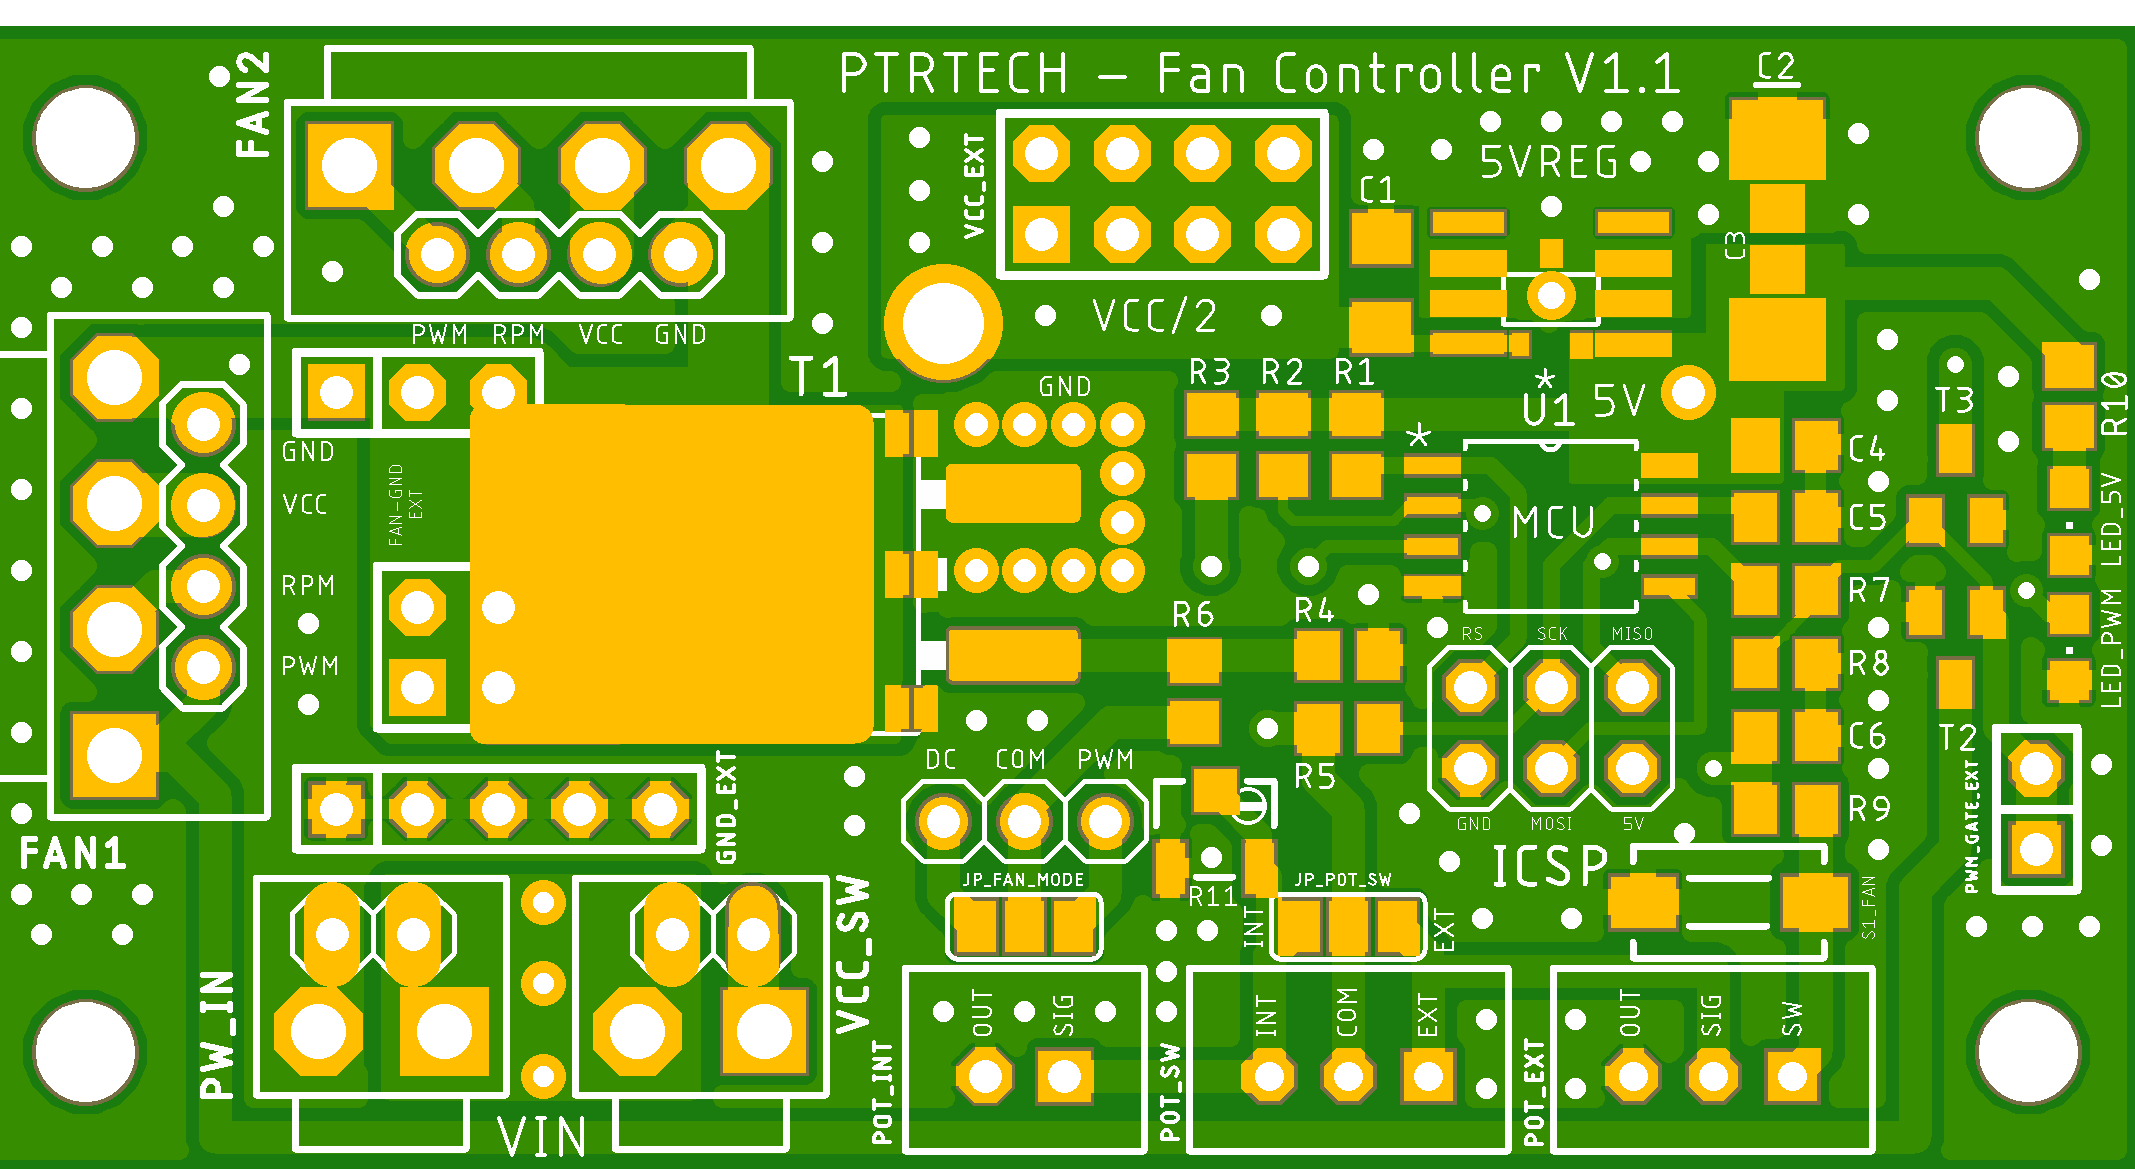 PTRTECH - Fan Controller V1.1
C2
FAN2
VCC_EXT
5VREG
C1
C3
VCC/2
PWM RPM VCC GND
T1
GND
R3 R2 R1
*
U1
5V
T3
R10
*
GND
VCC
FAN-GND
EXT
MCU
C4
C5
LED_5V
RPM
PWM
R6
R4
RS SCK MISO
R7
R8
LED_PWM
DC COM PWM
R5
C6
T2
GND MOSI 5V
R9
GND_EXT
FAN1
JP_FAN_MODE
R11
JP_POT_SW
INT
EXT
ICSP
S1_FAN
PWM_GATE_EXT
PW_IN
VCC_SW
OUT
SIG
INT
COM
EXT
OUT
SIG
SW
POT_INT
POT_SW
POT_EXT
VIN